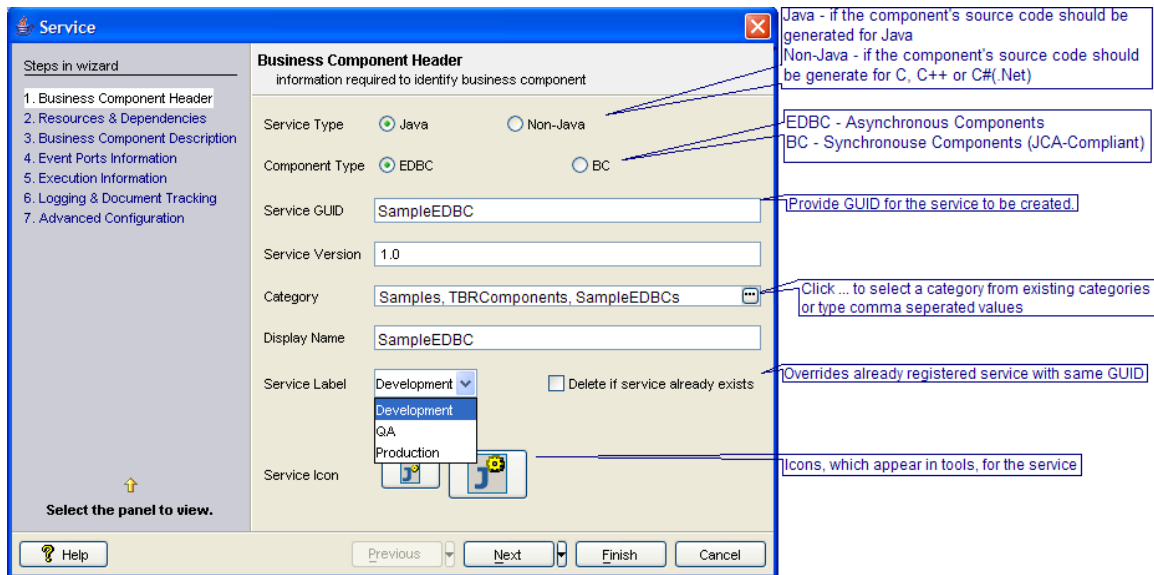 Service
Steps in wizard
1. Business Component Header
2. Resources & Dependencies
3. Business Component Description
4. Event Ports Information
5. Execution Information
6. Logging & Document Tracking
7. Advanced Configuration
Select the panel to view.
Business Component Header
information required to identify business component
Service Type Java Non-Java
Component Type EDBC BC
Service GUID SampleEDBC
Service Version 1.0
Category Samples, TBRComponents, SampleEDBCs ...
Display Name SampleEDBC
Service Label Development Delete if service already exists
Development
QA
Production
Service Icon
? Help Previous Next Finish Cancel
Java - if the component's source code should be
generated for Java
Non-Java - if the component's source code should
be generate for C, C++ or C#(.Net)
EDBC - Asynchronous Components
BC - Synchronouse Components (JCA-Compliant)
Provide GUID for the service to be created.
Click ... to select a category from existing categories
or type comma seperated values
Overrides already registered service with same GUID
Icons, which appear in tools, for the service